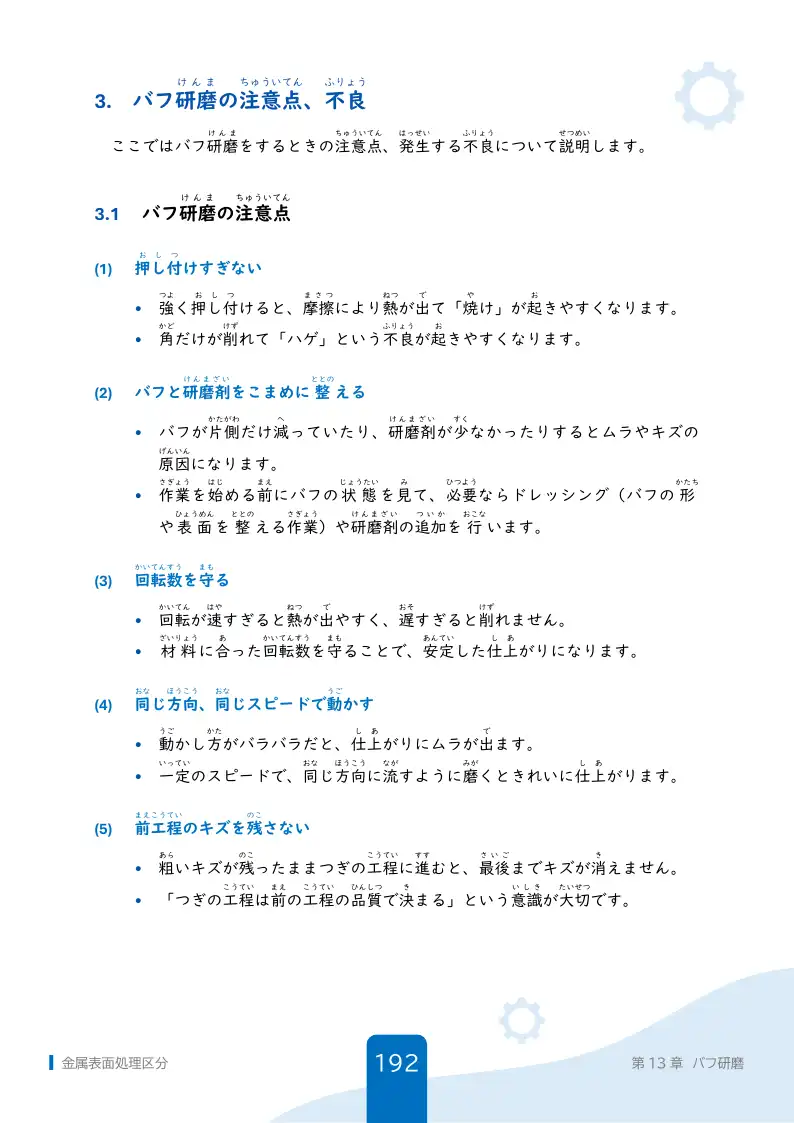 3. バフ研磨の注意点、不良
ここではバフ研磨をするときの注意点、発生する不良について説明します。
3.1 バフ研磨の注意点
(1) 押し付けすぎない
• 強く押し付けると、摩擦により熱が出て「焼け」が起きやすくなります。
• 角だけが削れて「ハゲ」という不良が起きやすくなります。
(2) バフと研磨剤をこまめに整える
• バフが片側だけ減っていたり、研磨剤が少なかったりするとムラやキズの
原因になります。
• 作業を始める前にバフの状態を見て、必要ならドレッシング（バフの形
や表面を整える作業）や研磨剤の追加を行います。
(3) 回転数を守る
• 回転が速すぎると熱が出やすく、遅すぎると削れません。
• 材料に合った回転数を守ることで、安定した仕上がりになります。
(4) 同じ方向、同じスピードで動かす
• 動かし方がバラバラだと、仕上がりにムラが出ます。
• 一定のスピードで、同じ方向に流すように磨くときれいに仕上がります。
(5) 前工程のキズを残さない
• 粗いキズが残ったままつぎの工程に進むと、最後までキズが消えません。
• 「つぎの工程は前の工程の品質で決まる」という意識が大切です。
金属表面処理区分
192
第 13 章 バフ研磨